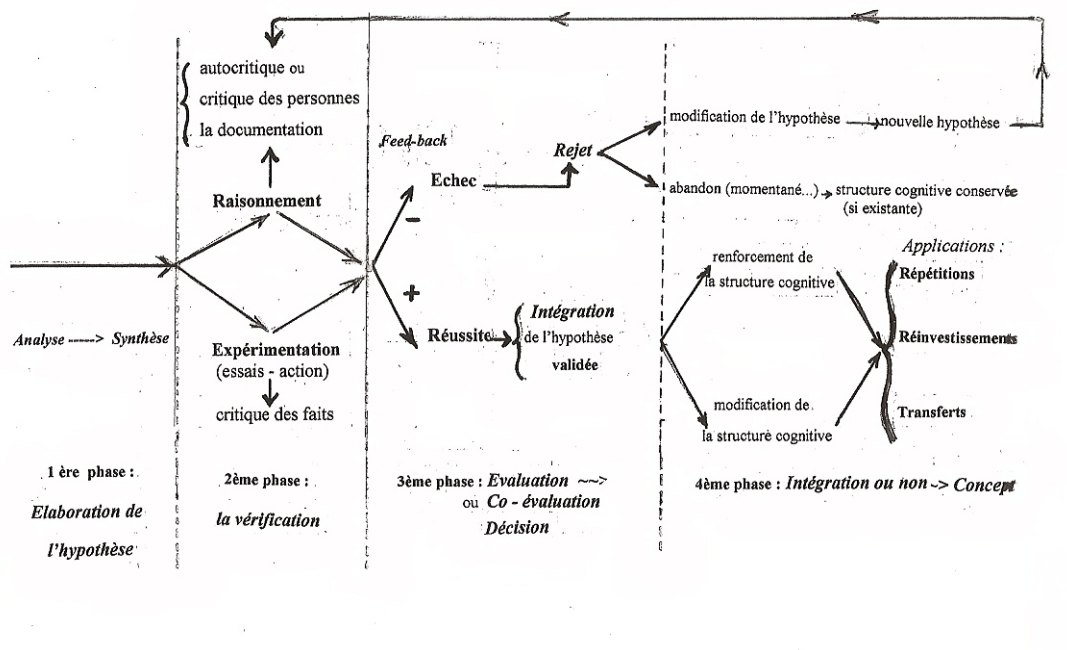 autocritique ou
critique des personnes
la documentation
Raisonnement
Analyse -----> Synthèse
Expérimentation
(essais - action)
critique des faits
Feed-back
Echec
Rejet
−
+
Réussite
Intégration
de l'hypothèse
validée
modification de l'hypothèse → nouvelle hypothèse
abandon (momentané...) → structure cognitive conservée
(si existante)
renforcement de
la structure cognitive
modification de
la structure cognitive
Applications :
Répétitions
Réinvestissements
Transferts
1 ère phase :
Elaboration de
l'hypothèse
2ème phase :
la vérification
3ème phase : Evaluation ~~>
ou Co - évaluation
Décision
4ème phase : Intégration ou non -> Concept